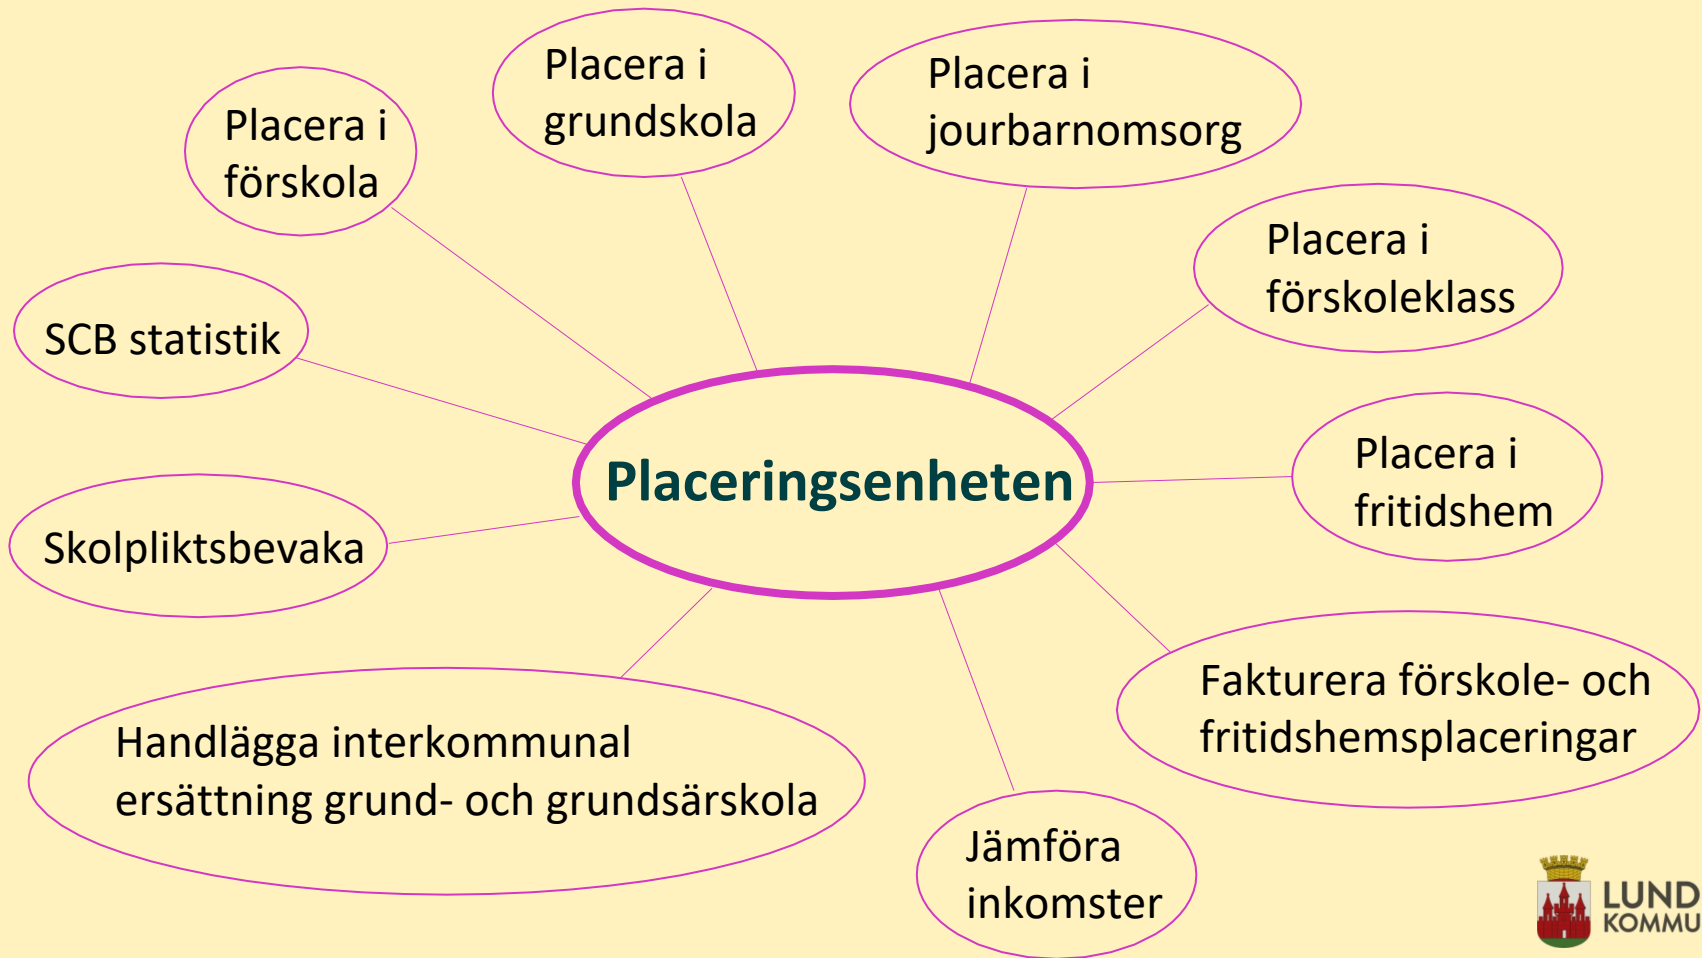 Placera i
grundskola
Placera i
jourbarnomsorg
Placera i
förskola
Placera i
förskoleklass
SCB statistik
Placeringsenheten
Placera i
fritidshem
Skolpliktsbevaka
Fakturera förskole- och
fritidshemsplaceringar
Handlägga interkommunal
ersättning grund- och grundsärskola
Jämföra
inkomster
LUND
KOMMU